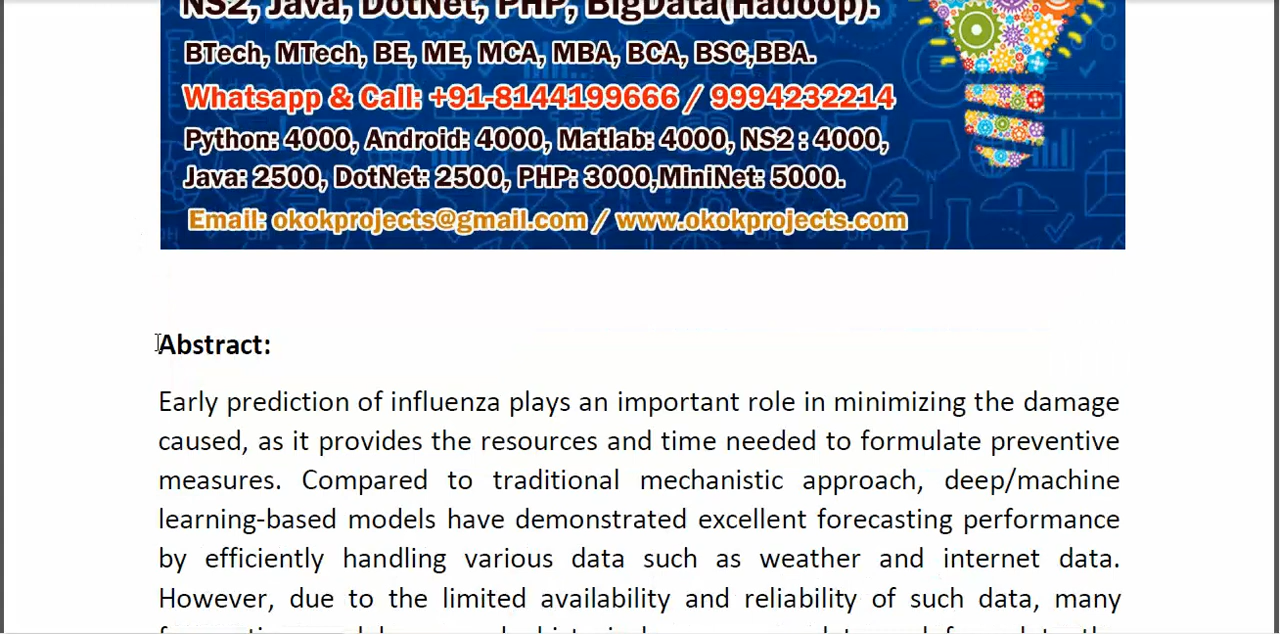 NS2, Java, DotNet, PHP, BigData(Hadoop).
BTech, MTech, BE, ME, MCA, MBA, BCA, BSC,BBA.
Whatsapp & Call: +91-8144199666 / 9994232214
Python: 4000, Android: 4000, Matlab: 4000, NS2 : 4000,
Java: 2500, DotNet: 2500, PHP: 3000,MiniNet: 5000.
Email: okokprojects@gmail.com / www.okokprojects.com
Abstract:
Early prediction of influenza plays an important role in minimizing the damage
caused, as it provides the resources and time needed to formulate preventive
measures. Compared to traditional mechanistic approach, deep/machine
learning-based models have demonstrated excellent forecasting performance
by efficiently handling various data such as weather and internet data.
However, due to the limited availability and reliability of such data, many